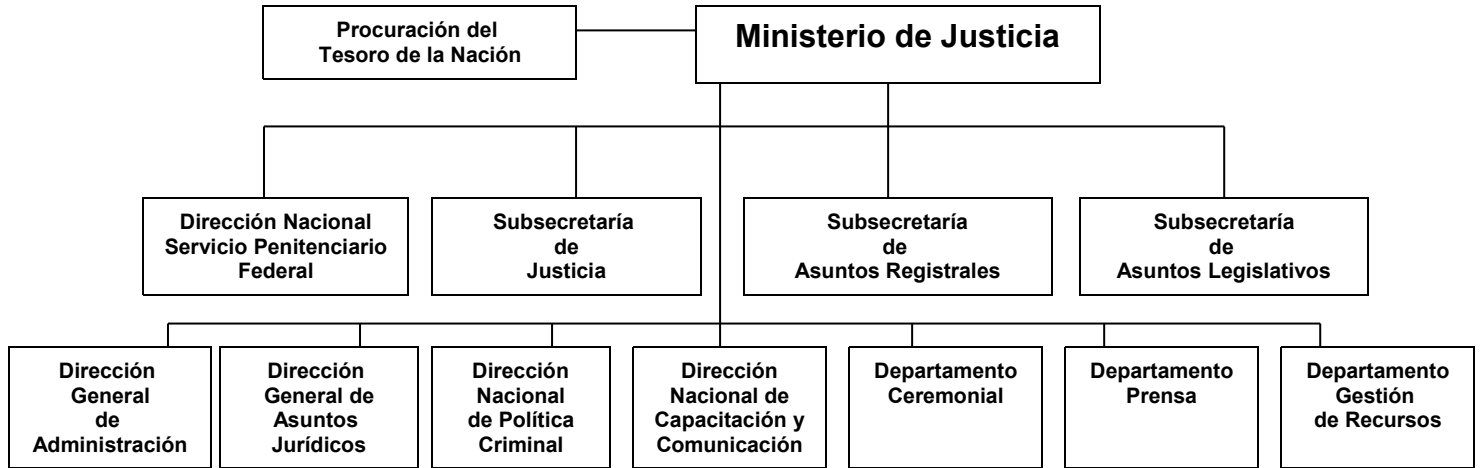 Procuración del
Tesoro de la Nación
Ministerio de Justicia
Dirección Nacional
Servicio Penitenciario
Federal
Subsecretaría
de
Justicia
Subsecretaría
de
Asuntos Registrales
Subsecretaría
de
Asuntos Legislativos
Dirección
General
de
Administración
Dirección
General de
Asuntos
Jurídicos
Dirección
Nacional
de Política
Criminal
Dirección
Nacional de
Capacitación y
Comunicación
Departamento
Ceremonial
Departamento
Prensa
Departamento
Gestión
de Recursos